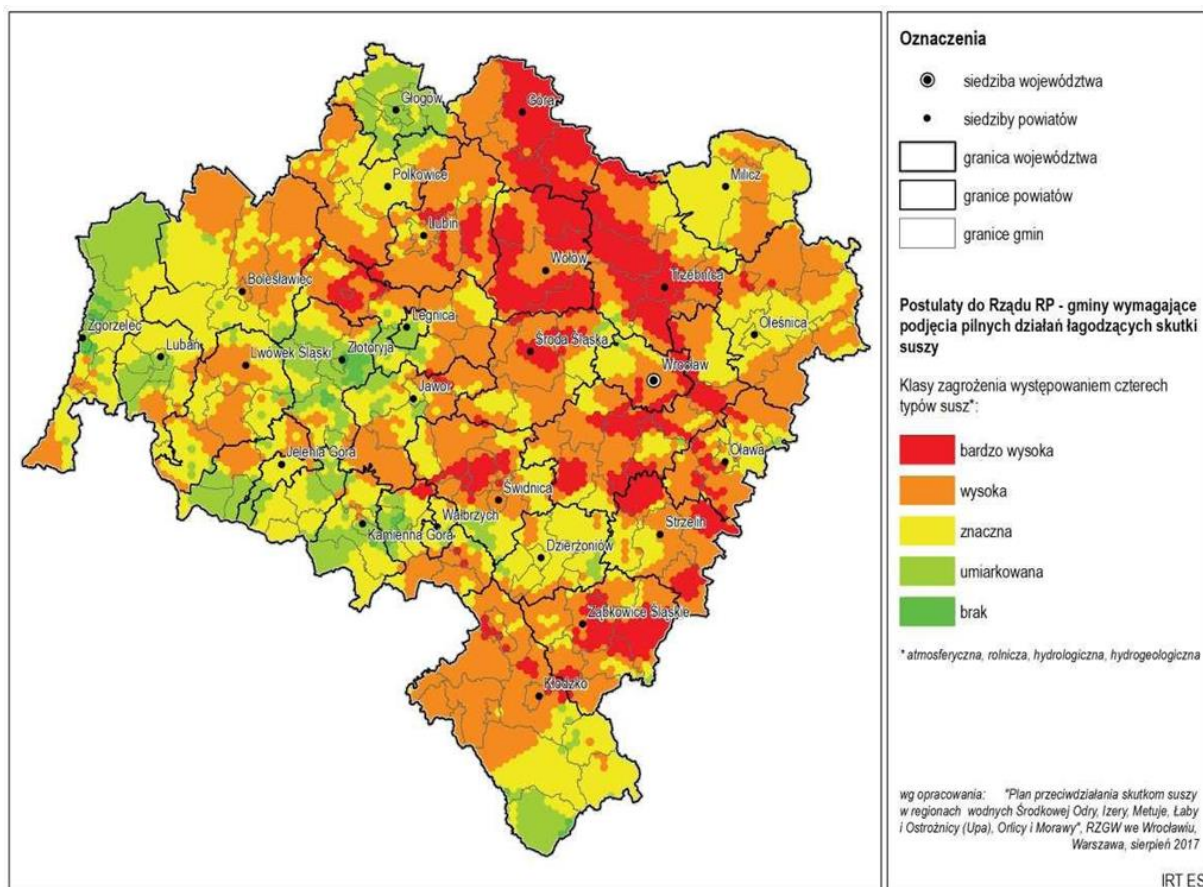 Głogów
Góra
Polkowice
Milicz
Lubin
Wołów
Bolesławiec
Trzebnica
Legnica
Zgorzelec
Oleśnica
Lubań
Lwówek Śląski
Złotoryja
Środa Śląska
Wrocław
Jawor
Jelenia Góra
Oława
Świdnica
Kamienna Góra
Wałbrzych
Strzelin
Dzierżoniów
Ząbkowice Śląskie
Kłodzko
Oznaczenia
siedziba województwa
siedziby powiatów
granica województwa
granice powiatów
granice gmin
Postulaty do Rządu RP - gminy wymagające
podjęcia pilnych działań łagodzących skutki
suszy
Klasy zagrożenia występowaniem czterech
typów susz*:
bardzo wysoka
wysoka
znaczna
umiarkowana
brak
* atmosferyczna, rolnicza, hydrologiczna, hydrogeologiczna
wg opracowania: "Plan przeciwdziałania skutkom suszy
w regionach wodnych Środkowej Odry, Izery, Metuje, Łaby
i Ostrożnicy (Upa), Orlicy i Morawy", RZGW we Wrocławiu,
Warszawa, sierpień 2017
IRT ES